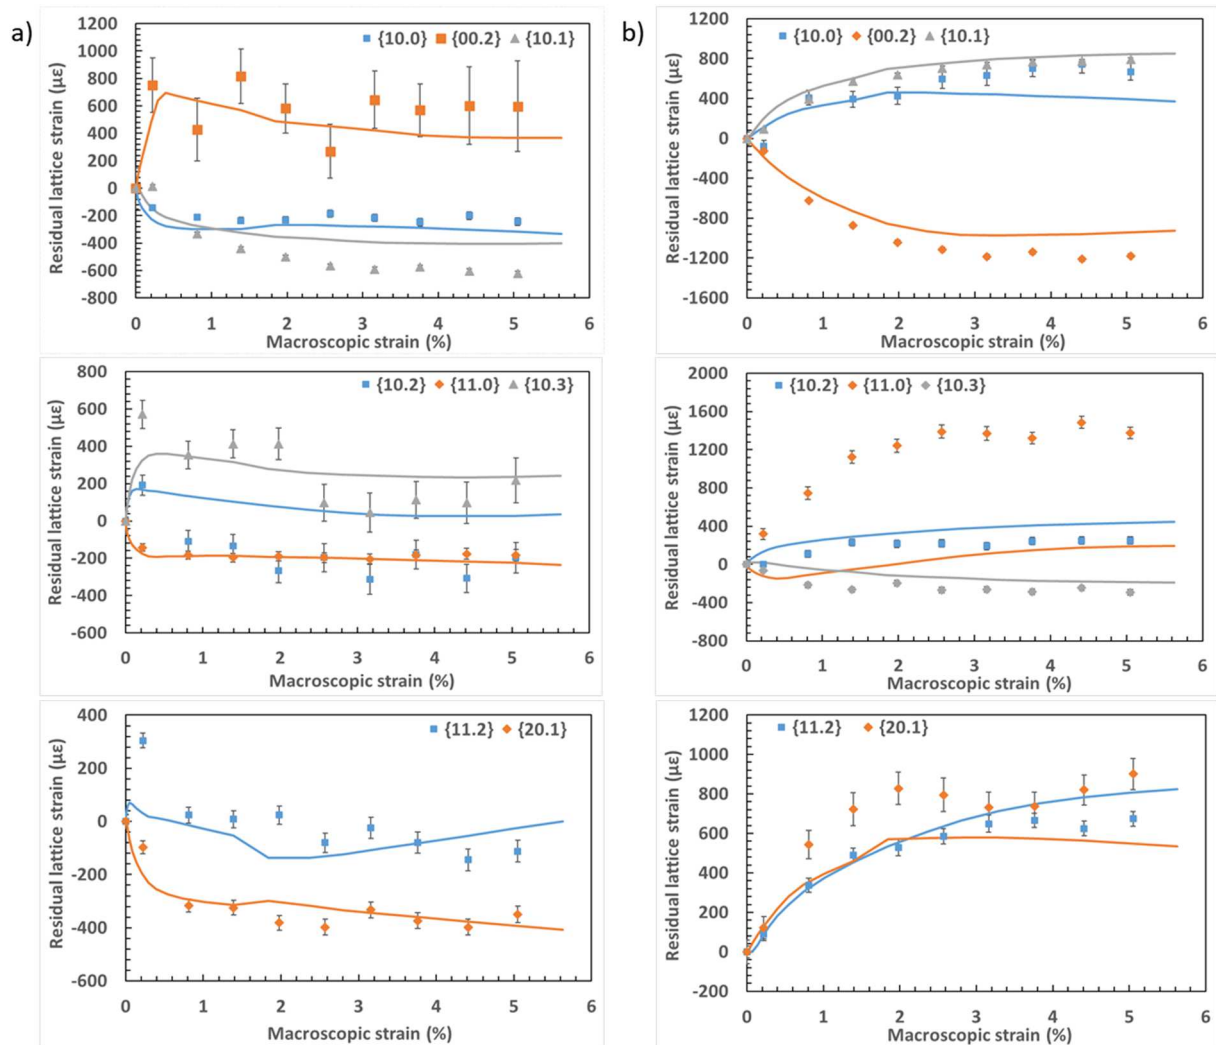 a)
{10.0} {00.2} {10.1}
1200
1000
800
600
400
200
0
-200
-400
-600
-800
Residual lattice strain (με)
0 1 2 3 4 5 6
Macroscopic strain (%)
b)
{10.0} {00.2} {10.1}
1200
800
400
0
-400
-800
-1200
-1600
Residual lattice strain (με)
0 1 2 3 4 5 6
Macroscopic strain (%)
{10.2} {11.0} {10.3}
800
600
400
200
0
-200
-400
-600
Residual lattice strain (με)
0 1 2 3 4 5 6
Macroscopic strain (%)
{10.2} {11.0} {10.3}
2000
1600
1200
800
400
0
-400
-800
Residual lattice strain (με)
0 1 2 3 4 5 6
Macroscopic strain (%)
{11.2} {20.1}
400
200
0
-200
-400
-600
Residual lattice strain (με)
0 1 2 3 4 5 6
Macroscopic strain (%)
{11.2} {20.1}
1200
1000
800
600
400
200
0
-200
Residual lattice strain (με)
0 1 2 3 4 5 6
Macroscopic strain (%)